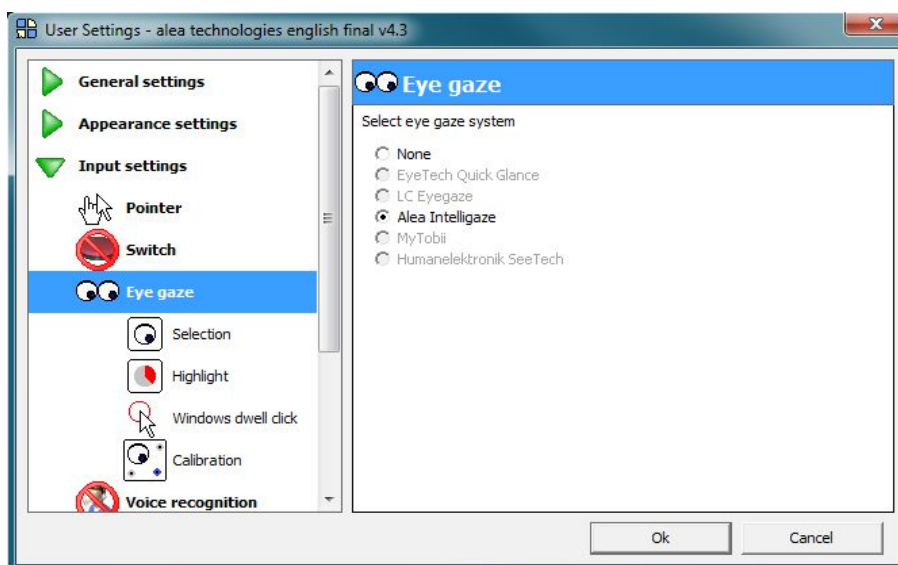 User Settings - alea technologies english final v4.3
General settings
Appearance settings
Input settings
Pointer
Switch
Eye gaze
Selection
Highlight
Windows dwell click
Calibration
Voice recognition
Eye gaze
Select eye gaze system
None
EyeTech Quick Glance
LC Eyegaze
Alea Intelligaze
MyTobii
Humanelektronik SeeTech
Ok
Cancel